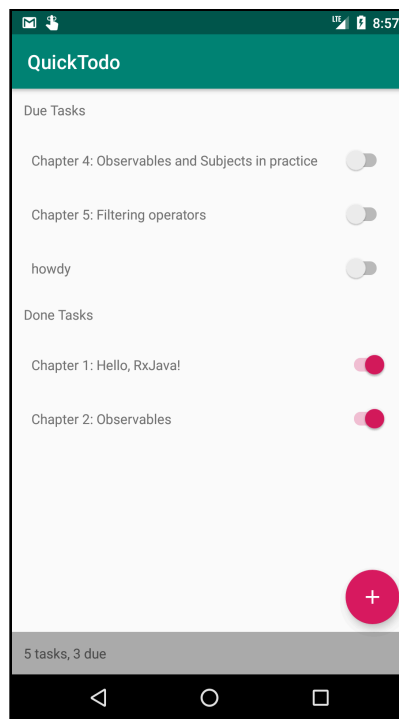 LTE 8:57
QuickTodo
Due Tasks
Chapter 4: Observables and Subjects in practice
Chapter 5: Filtering operators
howdy
Done Tasks
Chapter 1: Hello, RxJava!
Chapter 2: Observables
+
5 tasks, 3 due